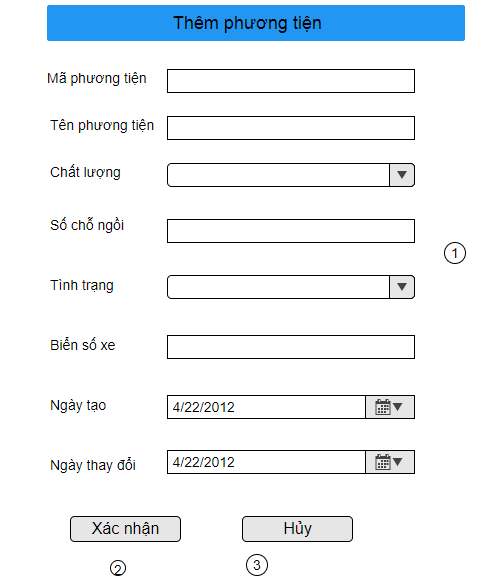 Thêm phương tiện
Mã phương tiện
Tên phương tiện
Chất lượng
Số chỗ ngồi
1
Tình trạng
Biển số xe
Ngày tạo 4/22/2012
Ngày thay đổi 4/22/2012
Xác nhận Hủy
2 3